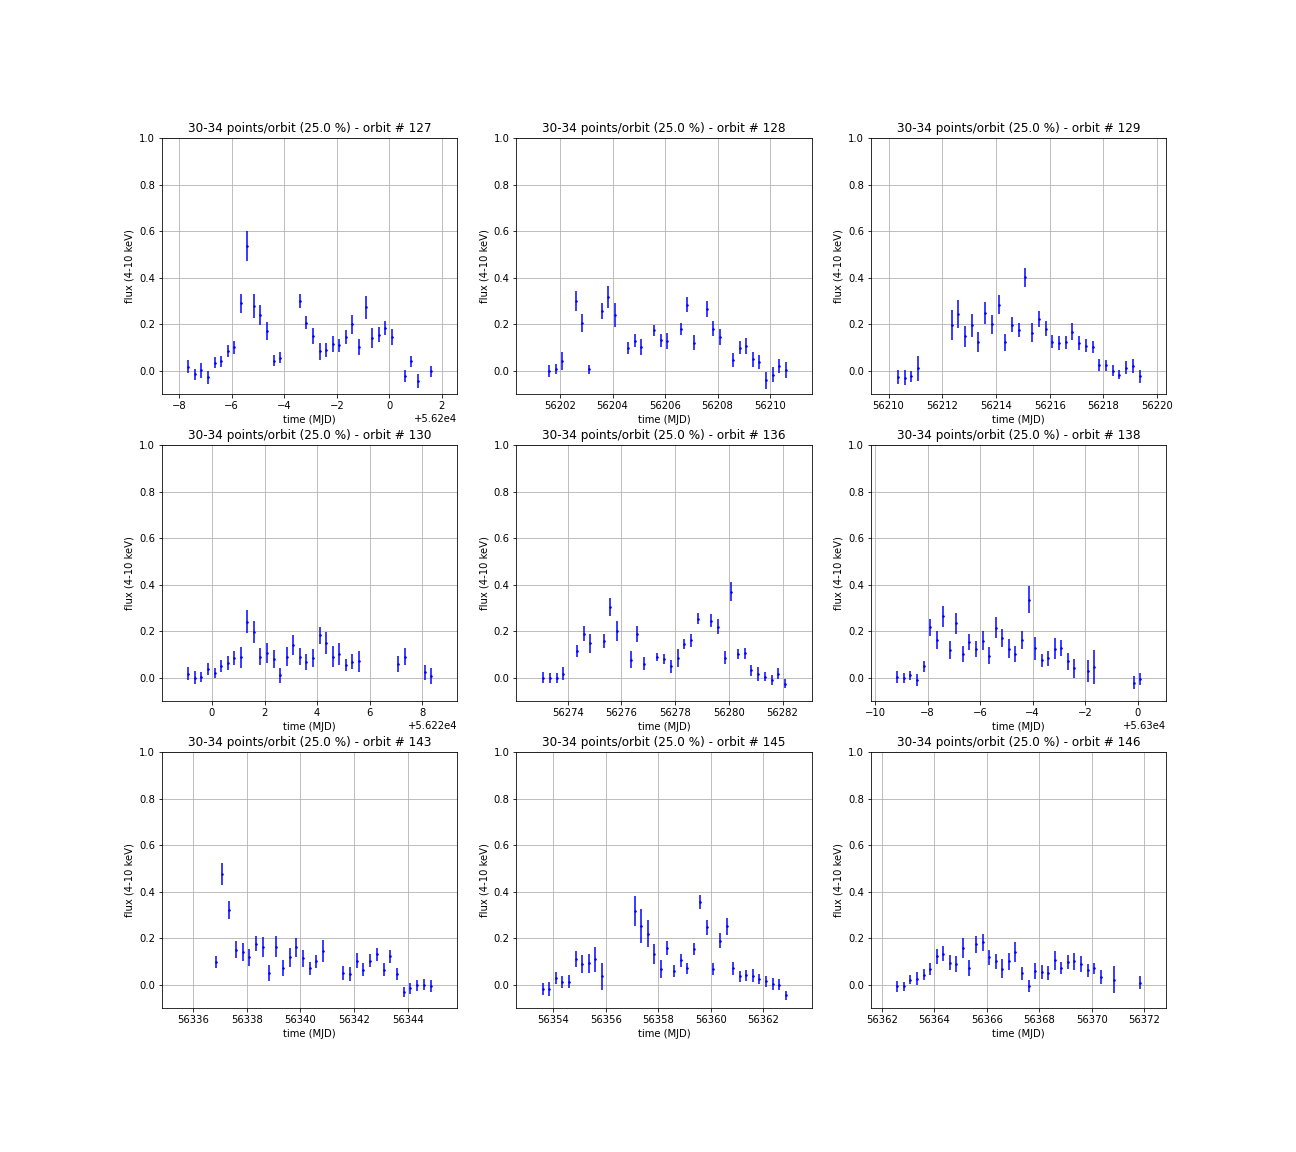 30-34 points/orbit (25.0 %) - orbit # 127
30-34 points/orbit (25.0 %) - orbit # 128
30-34 points/orbit (25.0 %) - orbit # 129
1.0
0.8
0.6
0.4
0.2
0.0
flux (4-10 keV)
−8 −6 −4 −2 0 2
+5.62e4
time (MJD)
1.0
0.8
0.6
0.4
0.2
0.0
flux (4-10 keV)
56202 56204 56206 56208 56210
time (MJD)
1.0
0.8
0.6
0.4
0.2
0.0
flux (4-10 keV)
56210 56212 56214 56216 56218 56220
time (MJD)
30-34 points/orbit (25.0 %) - orbit # 130
30-34 points/orbit (25.0 %) - orbit # 136
30-34 points/orbit (25.0 %) - orbit # 138
1.0
0.8
0.6
0.4
0.2
0.0
flux (4-10 keV)
0 2 4 6 8
+5.622e4
time (MJD)
1.0
0.8
0.6
0.4
0.2
0.0
flux (4-10 keV)
56274 56276 56278 56280 56282
time (MJD)
1.0
0.8
0.6
0.4
0.2
0.0
flux (4-10 keV)
−10 −8 −6 −4 −2 0
+5.63e4
time (MJD)
30-34 points/orbit (25.0 %) - orbit # 143
30-34 points/orbit (25.0 %) - orbit # 145
30-34 points/orbit (25.0 %) - orbit # 146
1.0
0.8
0.6
0.4
0.2
0.0
flux (4-10 keV)
56336 56338 56340 56342 56344
time (MJD)
1.0
0.8
0.6
0.4
0.2
0.0
flux (4-10 keV)
56354 56356 56358 56360 56362
time (MJD)
1.0
0.8
0.6
0.4
0.2
0.0
flux (4-10 keV)
56362 56364 56366 56368 56370 56372
time (MJD)